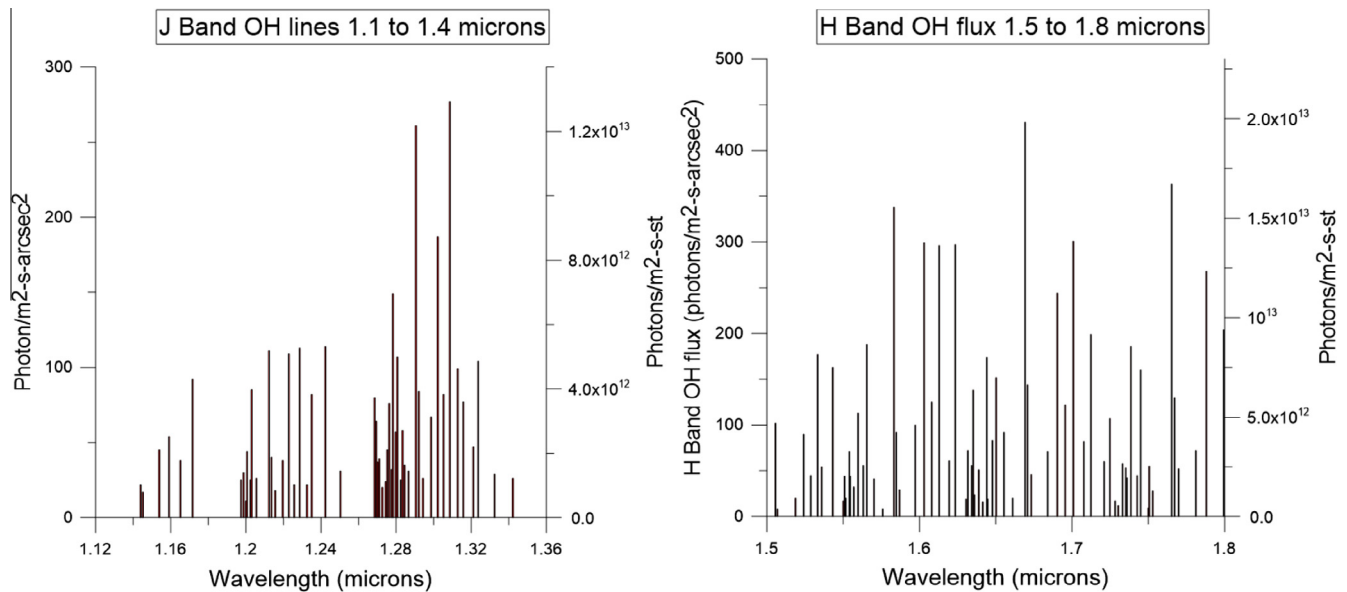 J Band OH lines 1.1 to 1.4 microns
300
200
100
0
Photon/m2-s-arcsec2
1.2x10^13
8.0x10^12
4.0x10^12
0.0
Photons/m2-s-st
1.12
1.16
1.2
1.24
1.28
1.32
1.36
Wavelength (microns)
H Band OH flux 1.5 to 1.8 microns
500
400
300
200
100
0
H Band OH flux (photons/m2-s-arcsec2)
2.0x10^13
1.5x10^13
10^13
5.0x10^12
0.0
Photons/m2-s-st
1.5
1.6
1.7
1.8
Wavelength (microns)